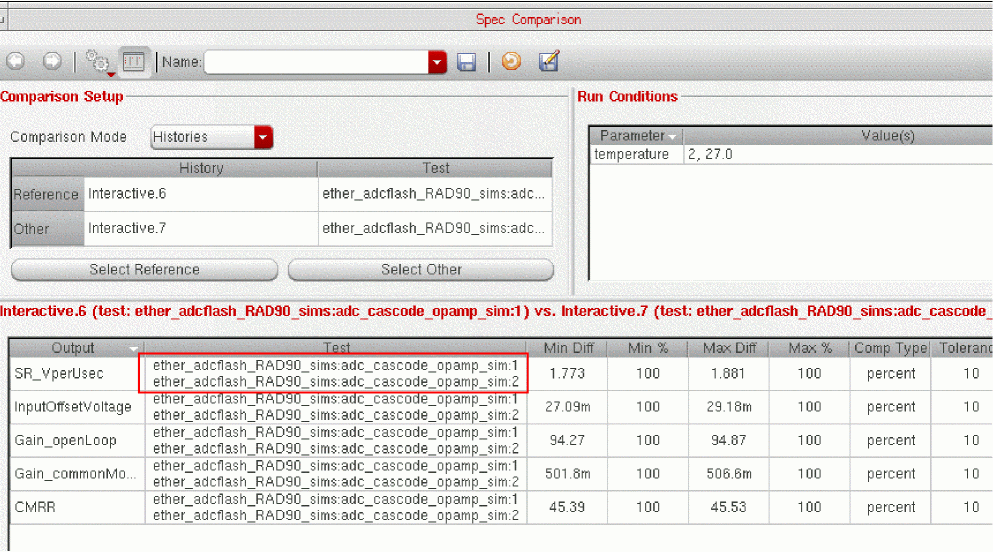 Spec Comparison
Name:
Comparison Setup
Run Conditions
Comparison Mode Histories
Parameter Value(s)
temperature 2, 27.0
History Test
Reference Interactive.6 ether_adcflash_RAD90_sims:adc...
Other Interactive.7 ether_adcflash_RAD90_sims:adc...
Select Reference Select Other
Interactive.6 (test: ether_adcflash_RAD90_sims:adc_cascode_opamp_sim:1) vs. Interactive.7 (test: ether_adcflash_RAD90_sims:adc_cascode_
Output Test Min Diff Min % Max Diff Max % Comp Type Toleranc
SR_VperUsec ether_adcflash_RAD90_sims:adc_cascode_opamp_sim:1 1.773 100 1.881 100 percent 10
ether_adcflash_RAD90_sims:adc_cascode_opamp_sim:2
InputOffsetVoltage ether_adcflash_RAD90_sims:adc_cascode_opamp_sim:1 27.09m 100 29.18m 100 percent 10
ether_adcflash_RAD90_sims:adc_cascode_opamp_sim:2
Gain_openLoop ether_adcflash_RAD90_sims:adc_cascode_opamp_sim:1 94.27 100 94.87 100 percent 10
ether_adcflash_RAD90_sims:adc_cascode_opamp_sim:2
Gain_commonMo... ether_adcflash_RAD90_sims:adc_cascode_opamp_sim:1 501.8m 100 506.6m 100 percent 10
ether_adcflash_RAD90_sims:adc_cascode_opamp_sim:2
CMRR ether_adcflash_RAD90_sims:adc_cascode_opamp_sim:1 45.39 100 45.53 100 percent 10
ether_adcflash_RAD90_sims:adc_cascode_opamp_sim:2